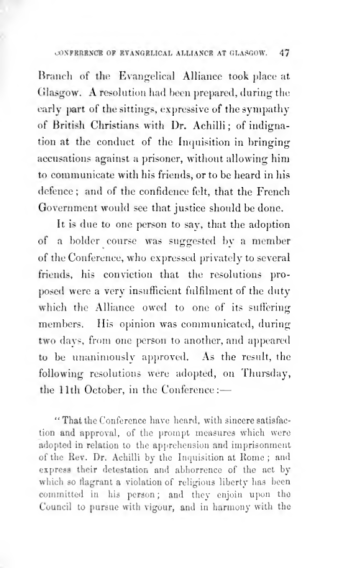 CONFERENCE OF EVANGELICAL ALLIANCE AT GLASGOW. 47
Branch of the Evangelical Alliance took place at
Glasgow. A resolution had been prepared, during the
early part of the sittings, expressive of the sympathy
of British Christians with Dr. Achilli; of indigna-
tion at the conduct of the Inquisition in bringing
accusations against a prisoner, without allowing him
to communicate with his friends, or to be heard in his
defence; and of the confidence felt, that the French
Government would see that justice should be done.
It is due to one person to say, that the adoption
of a bolder course was suggested by a member
of the Conference, who expressed privately to several
friends, his conviction that the resolutions pro-
posed were a very insufficient fulfilment of the duty
which the Alliance owed to one of its suffering
members. His opinion was communicated, during
two days, from one person to another, and appeared
to be unanimously approved. As the result, the
following resolutions were adopted, on Thursday,
the 11th October, in the Conference:—
"That the Conference have heard, with sincere satisfac-
tion and approval, of the prompt measures which were
adopted in relation to the apprehension and imprisonment
of the Rev. Dr. Achilli by the Inquisition at Rome; and
express their detestation and abhorrence of the act by
which so flagrant a violation of religious liberty has been
committed in his person; and they enjoin upon the
Council to pursue with vigour, and in harmony with the